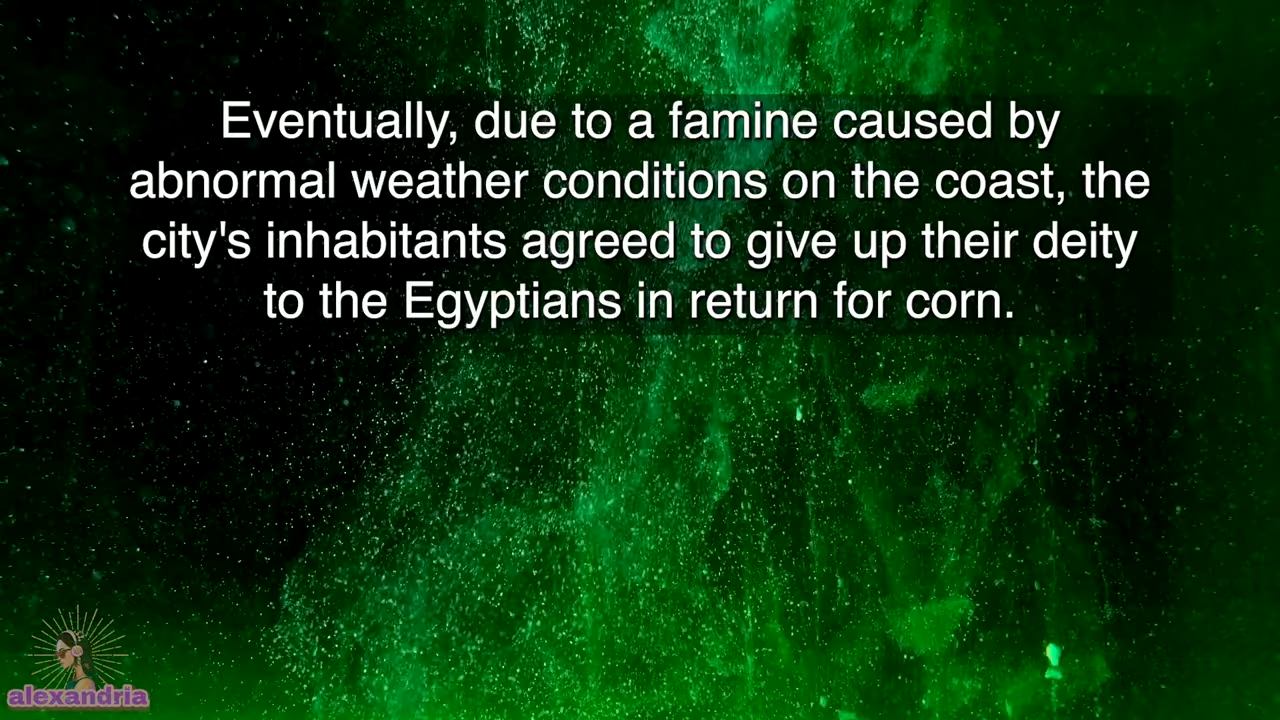 Eventually, due to a famine caused by
abnormal weather conditions on the coast, the
city's inhabitants agreed to give up their deity
to the Egyptians in return for corn.
alexandria